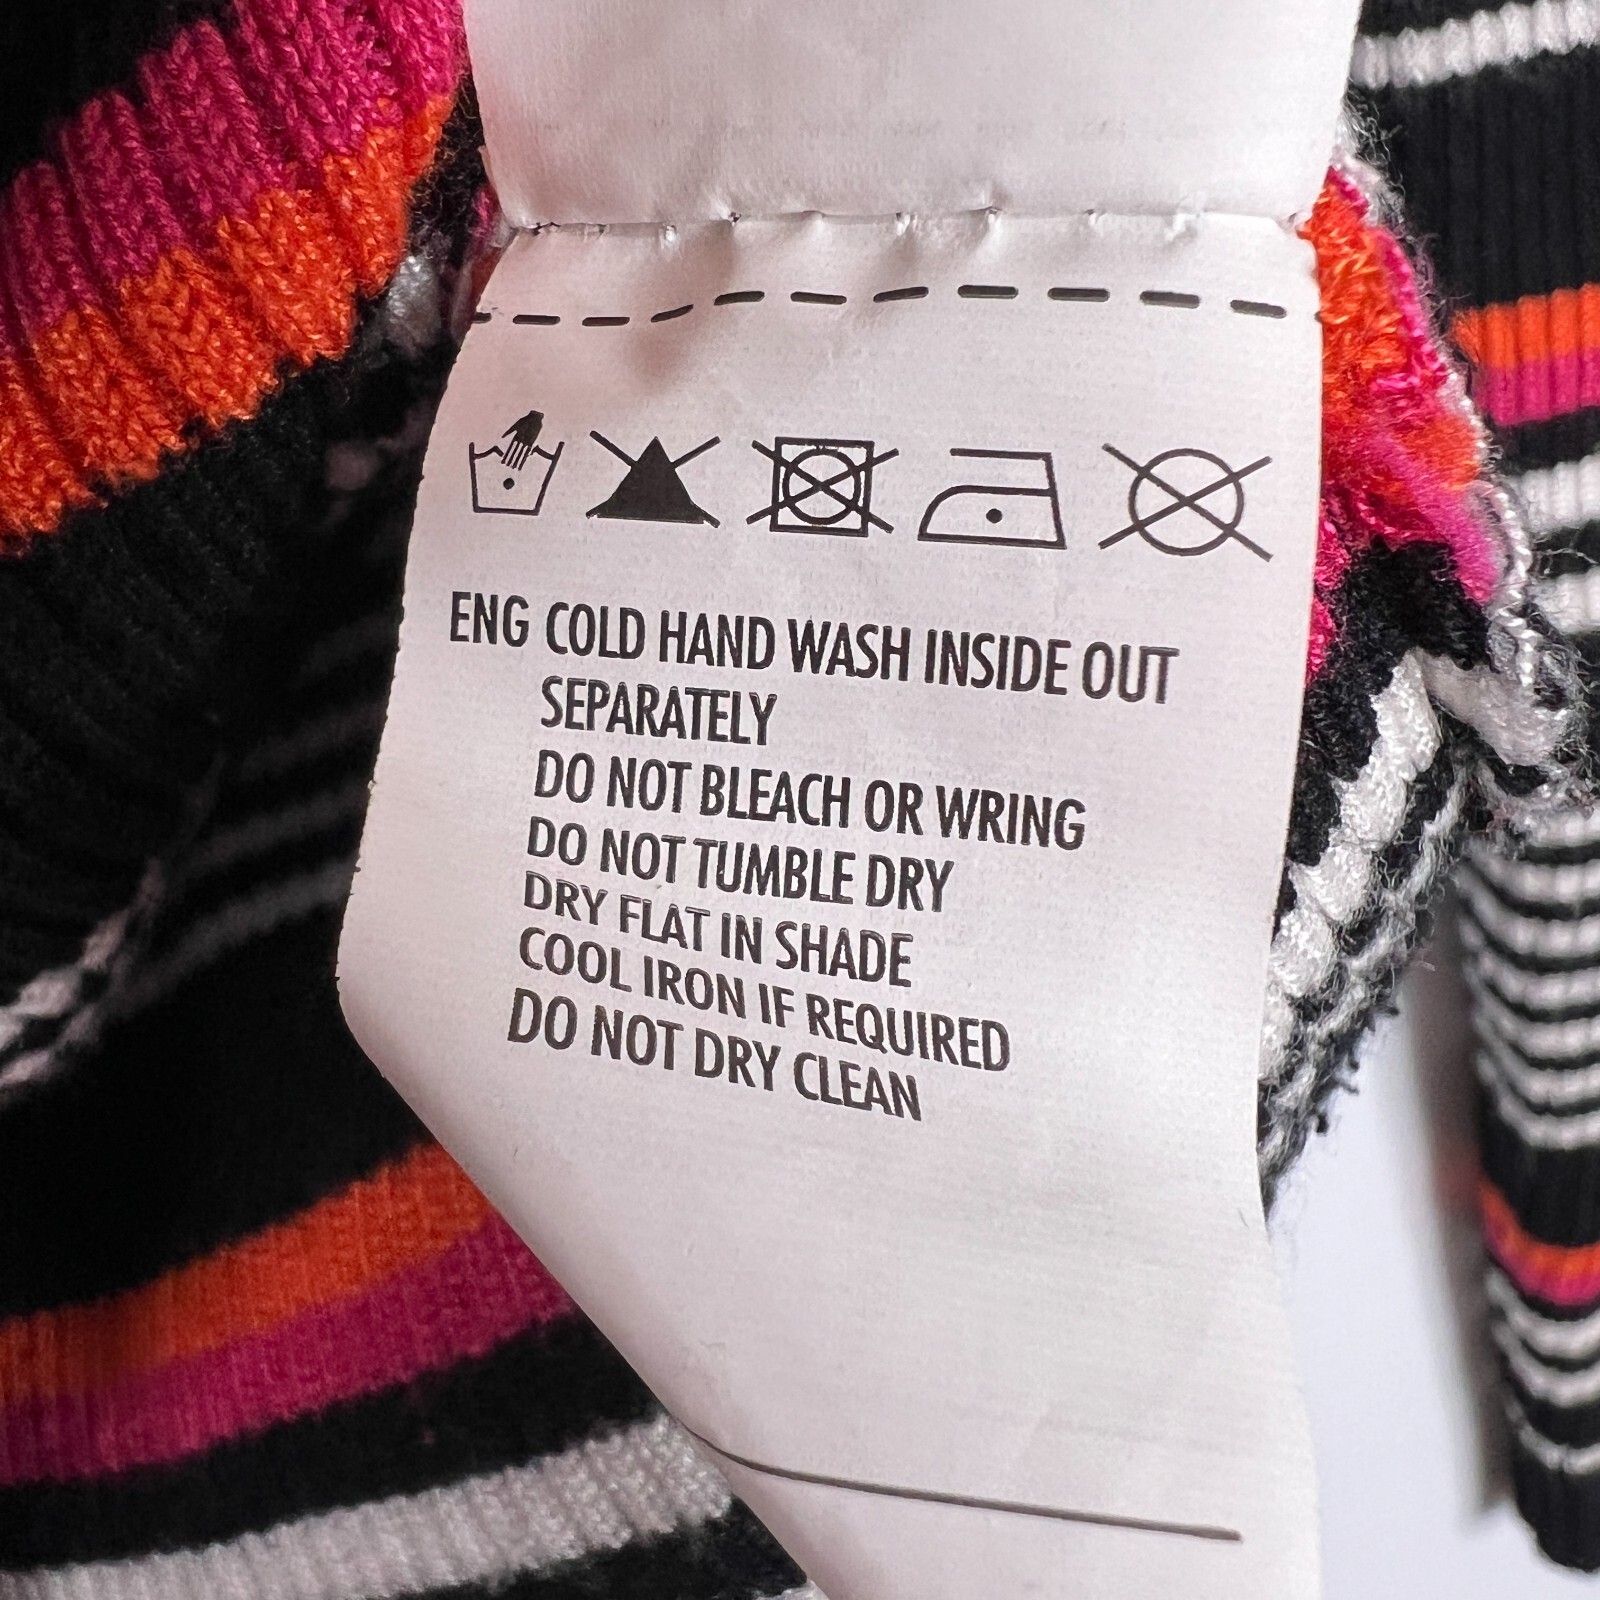 ENG COLD HAND WASH INSIDE OUT
SEPARATELY
DO NOT BLEACH OR WRING
DO NOT TUMBLE DRY
DRY FLAT IN SHADE
COOL IRON IF REQUIRED
DO NOT DRY CLEAN